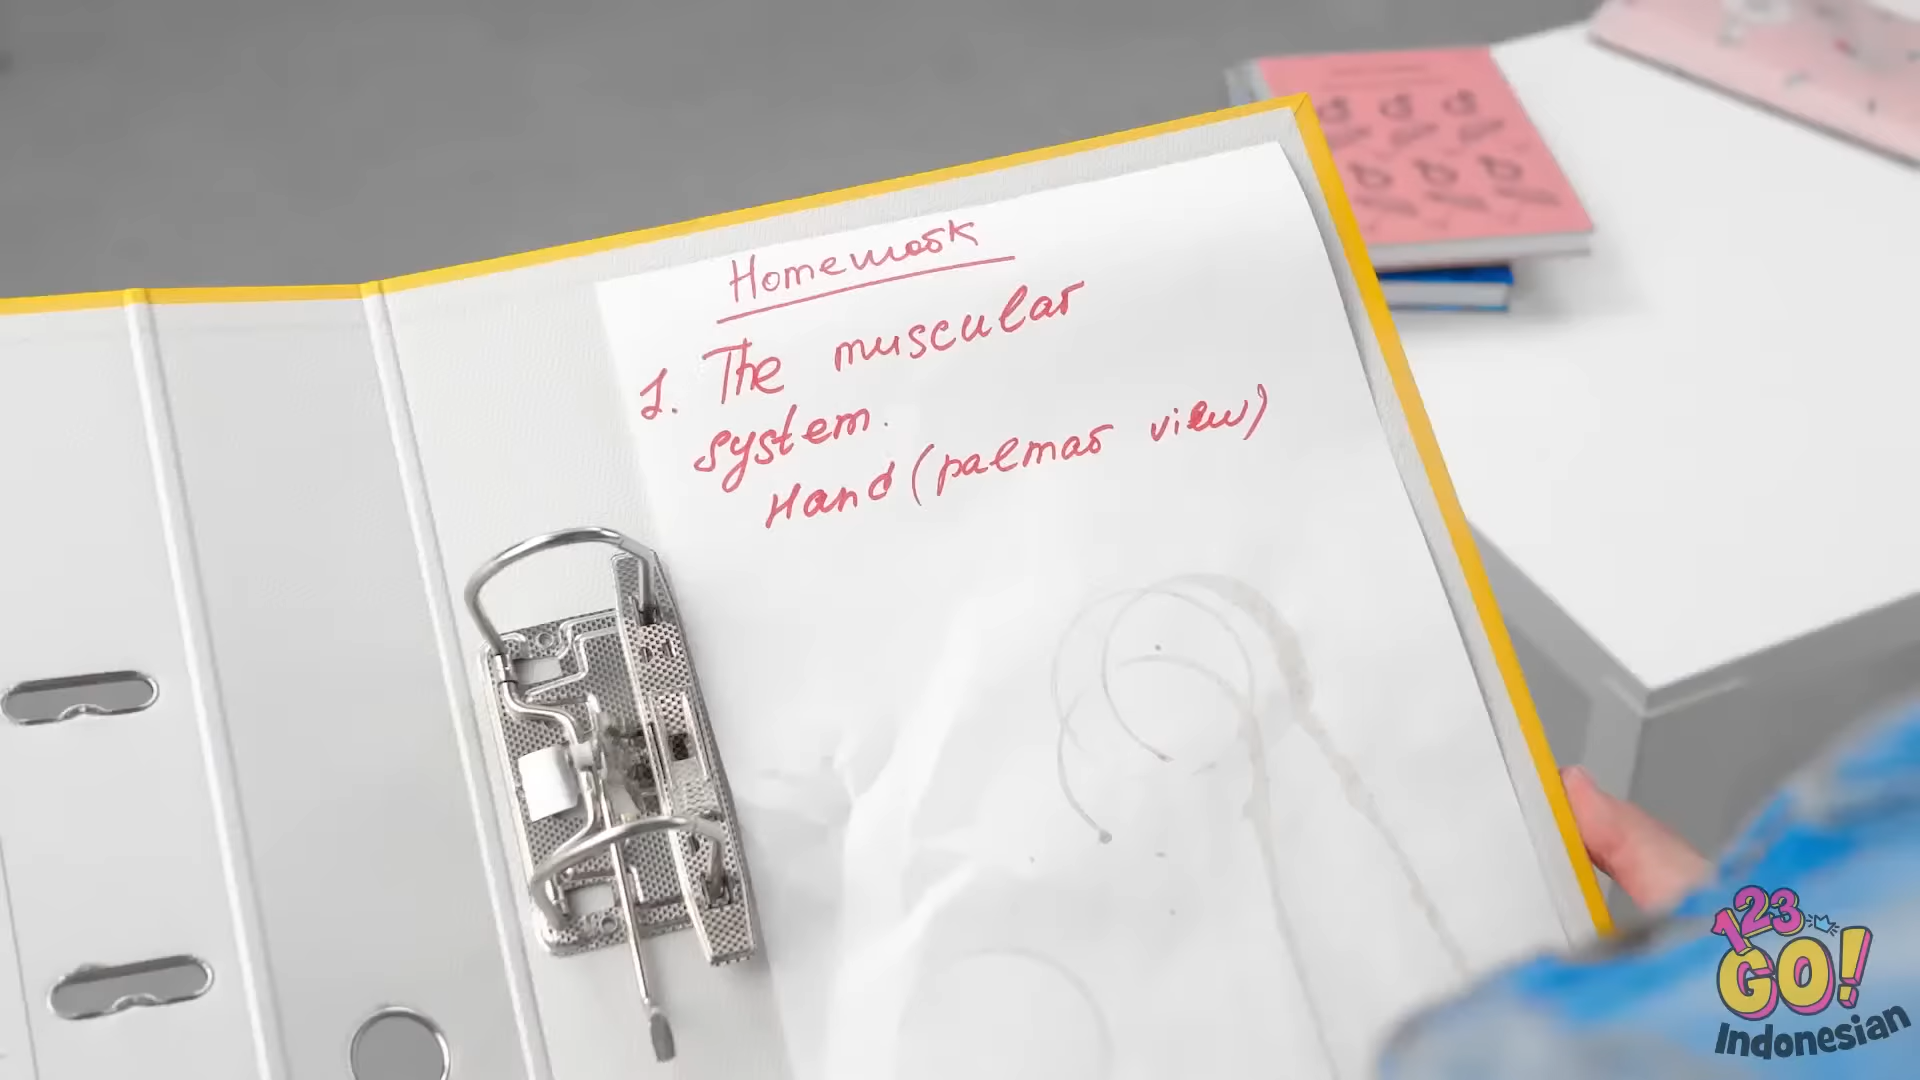 Homework
1. The muscular
system.
Hand (palmar view)
123
GO!
Indonesian